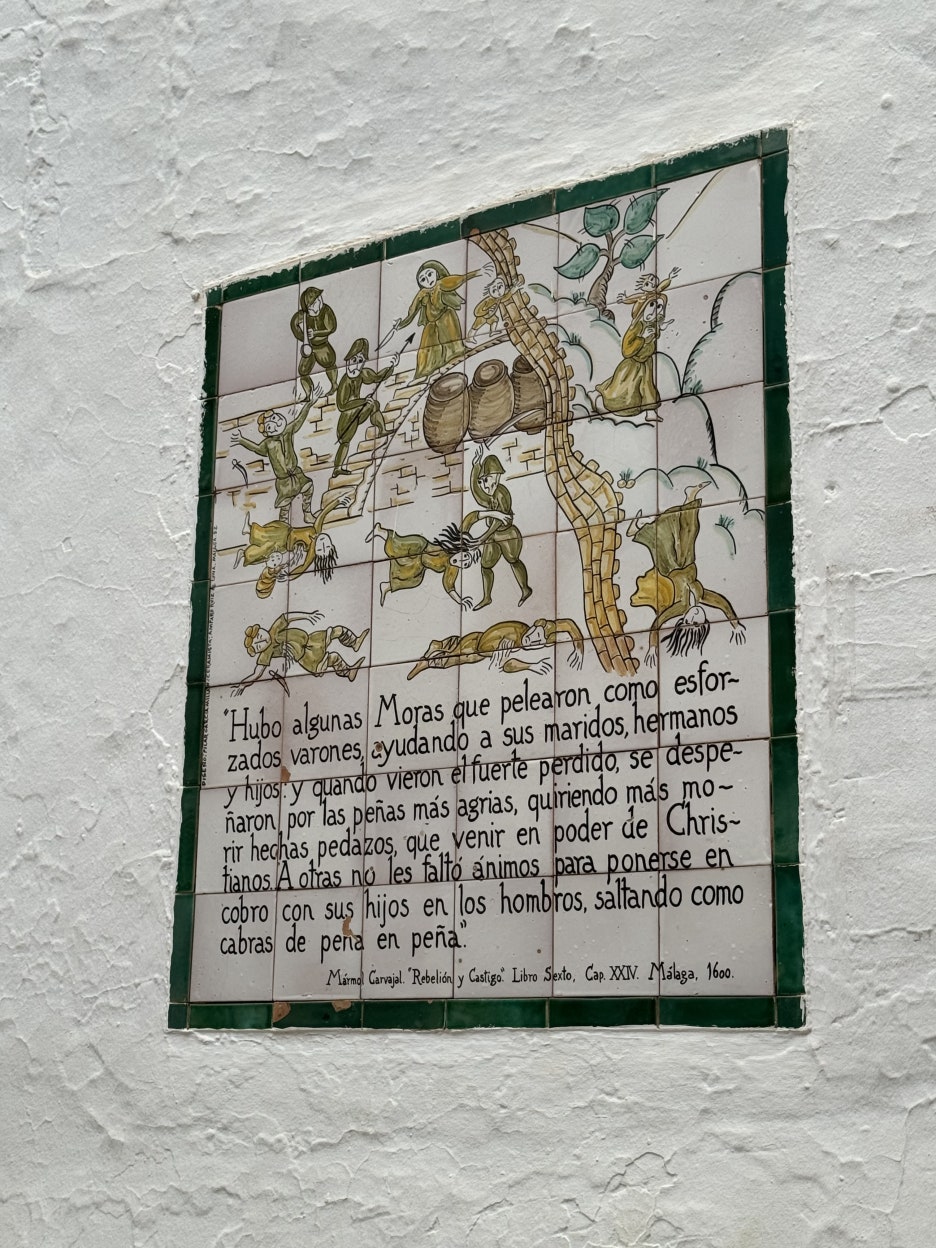 "Hubo algunas Moras que pelearon como esfor~
zados varones, ayudando a sus maridos, hermanos
y hijos: y quando vieron el fuerte perdido, se despe~
ñaron por las peñas más agrias, quiriendo más mo~
rir hechas pedazos, que venir en poder de Chris~
tianos. A otras no les faltó ánimos para ponerse en
cobro con sus hijos en los hombros, saltando como
cabras de peña en peña."
Mármol Carvajal. "Rebelión y Castigo." Libro Sexto, Cap. XXIV. Málaga, 1600.